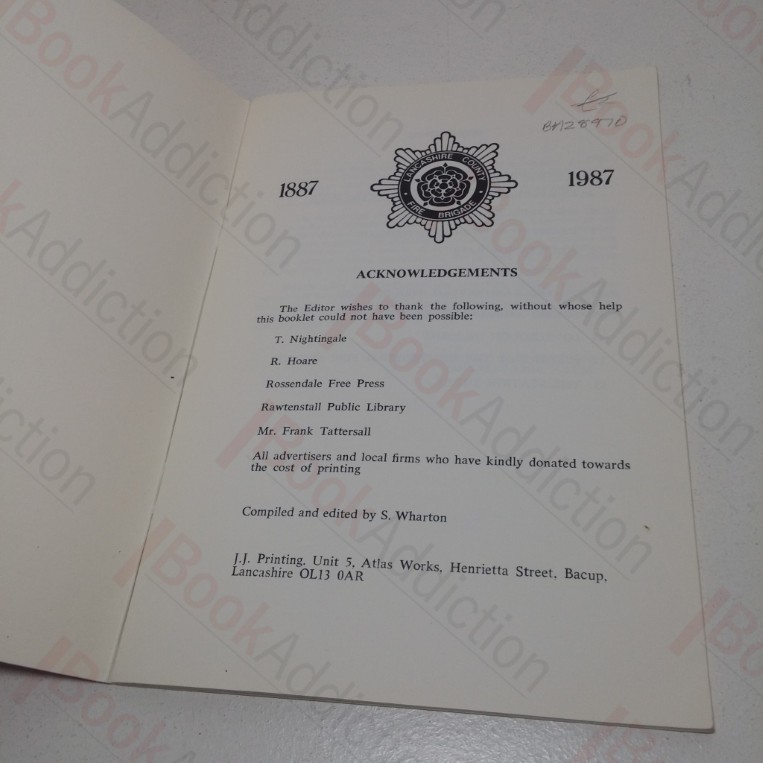 BH28970
1887
LANCASHIRE COUNTY
FIRE BRIGADE
1987
ACKNOWLEDGEMENTS
The Editor wishes to thank the following, without whose help
this booklet could not have been possible:
T. Nightingale
R. Hoare
Rossendale Free Press
Rawtenstall Public Library
Mr. Frank Tattersall
All advertisers and local firms who have kindly donated towards
the cost of printing
Compiled and edited by S. Wharton
J.J. Printing, Unit 5, Atlas Works, Henrietta Street, Bacup,
Lancashire OL13 0AR
BookAddiction